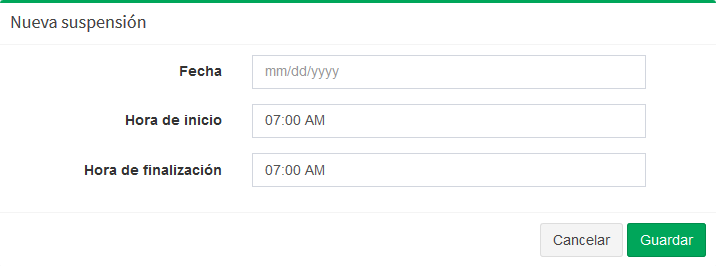 Nueva suspensión
Fecha mm/dd/yyyy
Hora de inicio 07:00 AM
Hora de finalización 07:00 AM
Cancelar Guardar